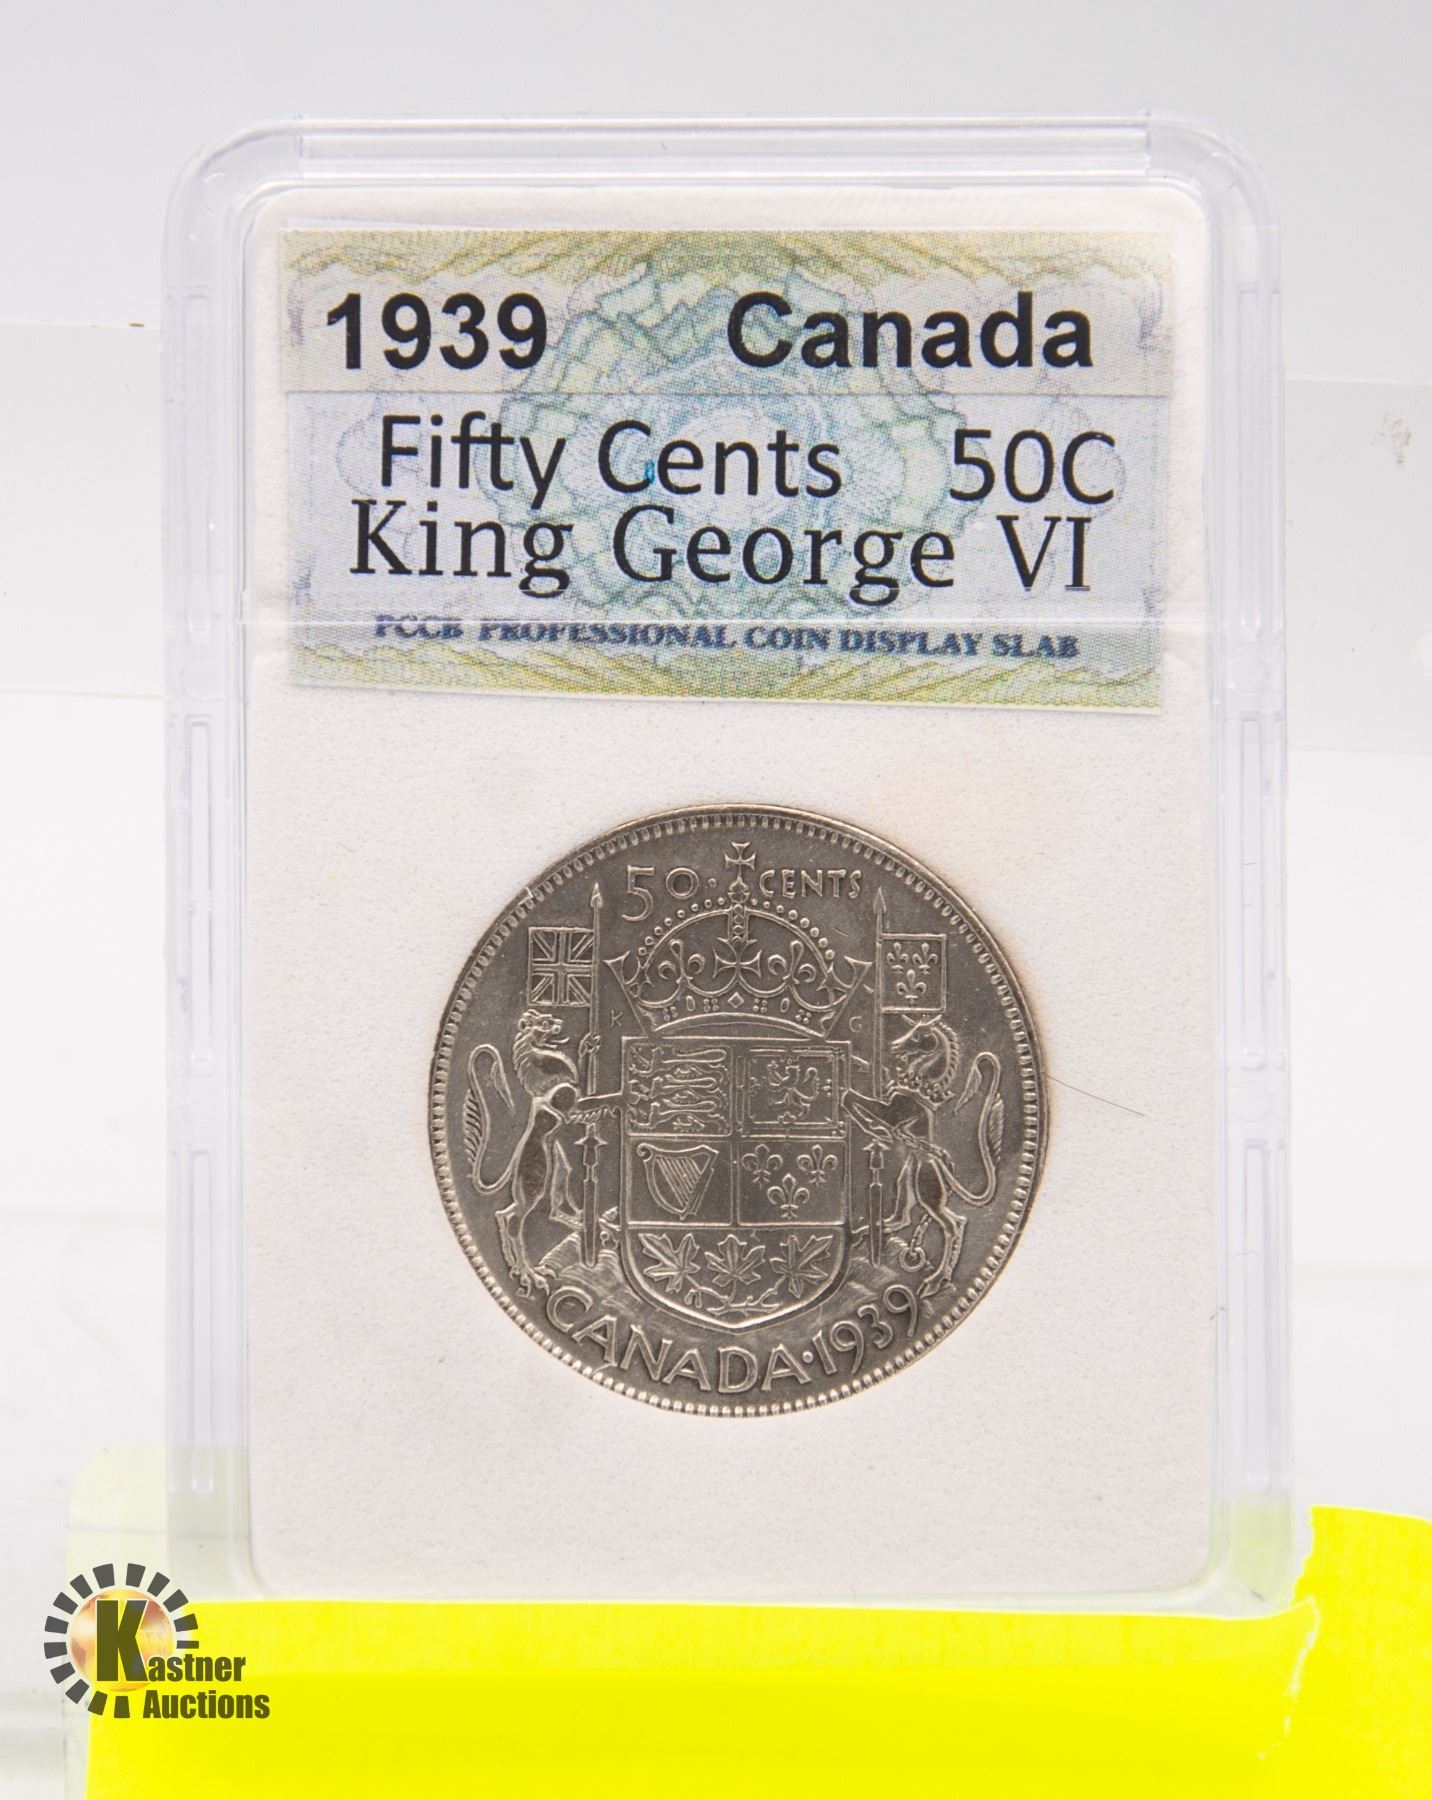 1939 Canada
Fifty Cents 50C
King George VI
PCCB PROFESSIONAL COIN DISPLAY SLAB
50 CENTS
K G
CANADA • 1939
Kastner
Auctions